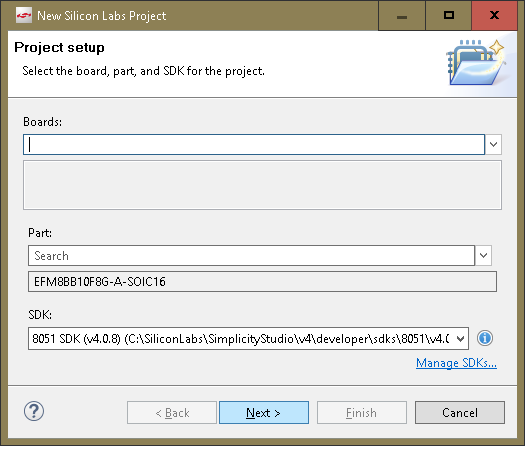 New Silicon Labs Project
Project setup
Select the board, part, and SDK for the project.
Boards:
Part:
Search
EFM8BB10F8G-A-SOIC16
SDK:
8051 SDK (v4.0.8) (C:\SiliconLabs\SimplicityStudio\v4\developer\sdks\8051\v4.0
Manage SDKs...
< Back
Next >
Finish
Cancel